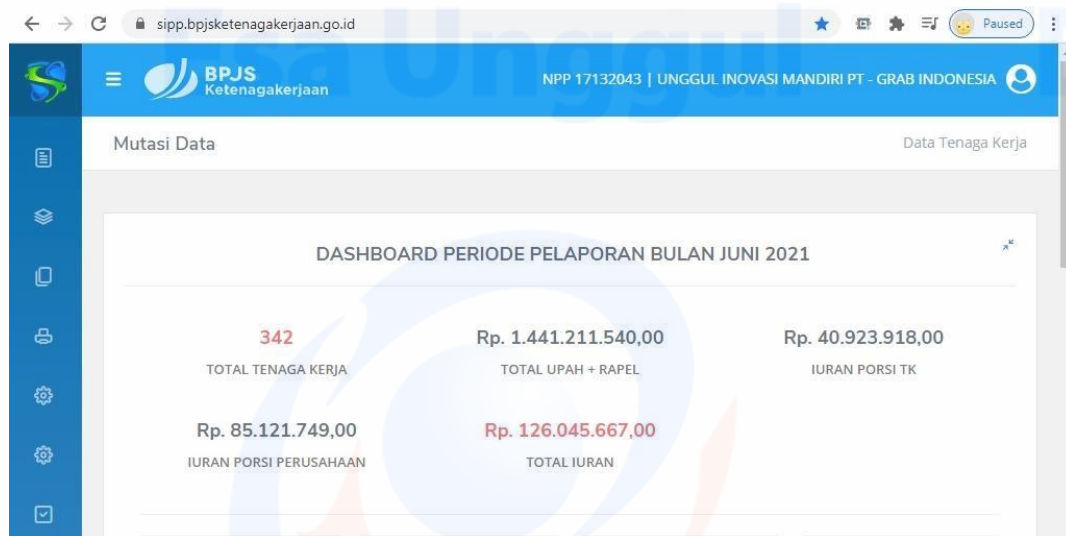 sipp.bpjsketenagakerjaan.go.id
Paused
Esa Unggul
BPJS
Ketenagakerjaan
NPP 17132043 | UNGGUL INOVASI MANDIRI PT - GRAB INDONESIA
Mutasi Data
Data Tenaga Kerja
DASHBOARD PERIODE PELAPORAN BULAN JUNI 2021
342
TOTAL TENAGA KERJA
Rp. 1.441.211.540,00
TOTAL UPAH + RAPEL
Rp. 40.923.918,00
IURAN PORSI TK
Rp. 85.121.749,00
IURAN PORSI PERUSAHAAN
Rp. 126.045.667,00
TOTAL IURAN